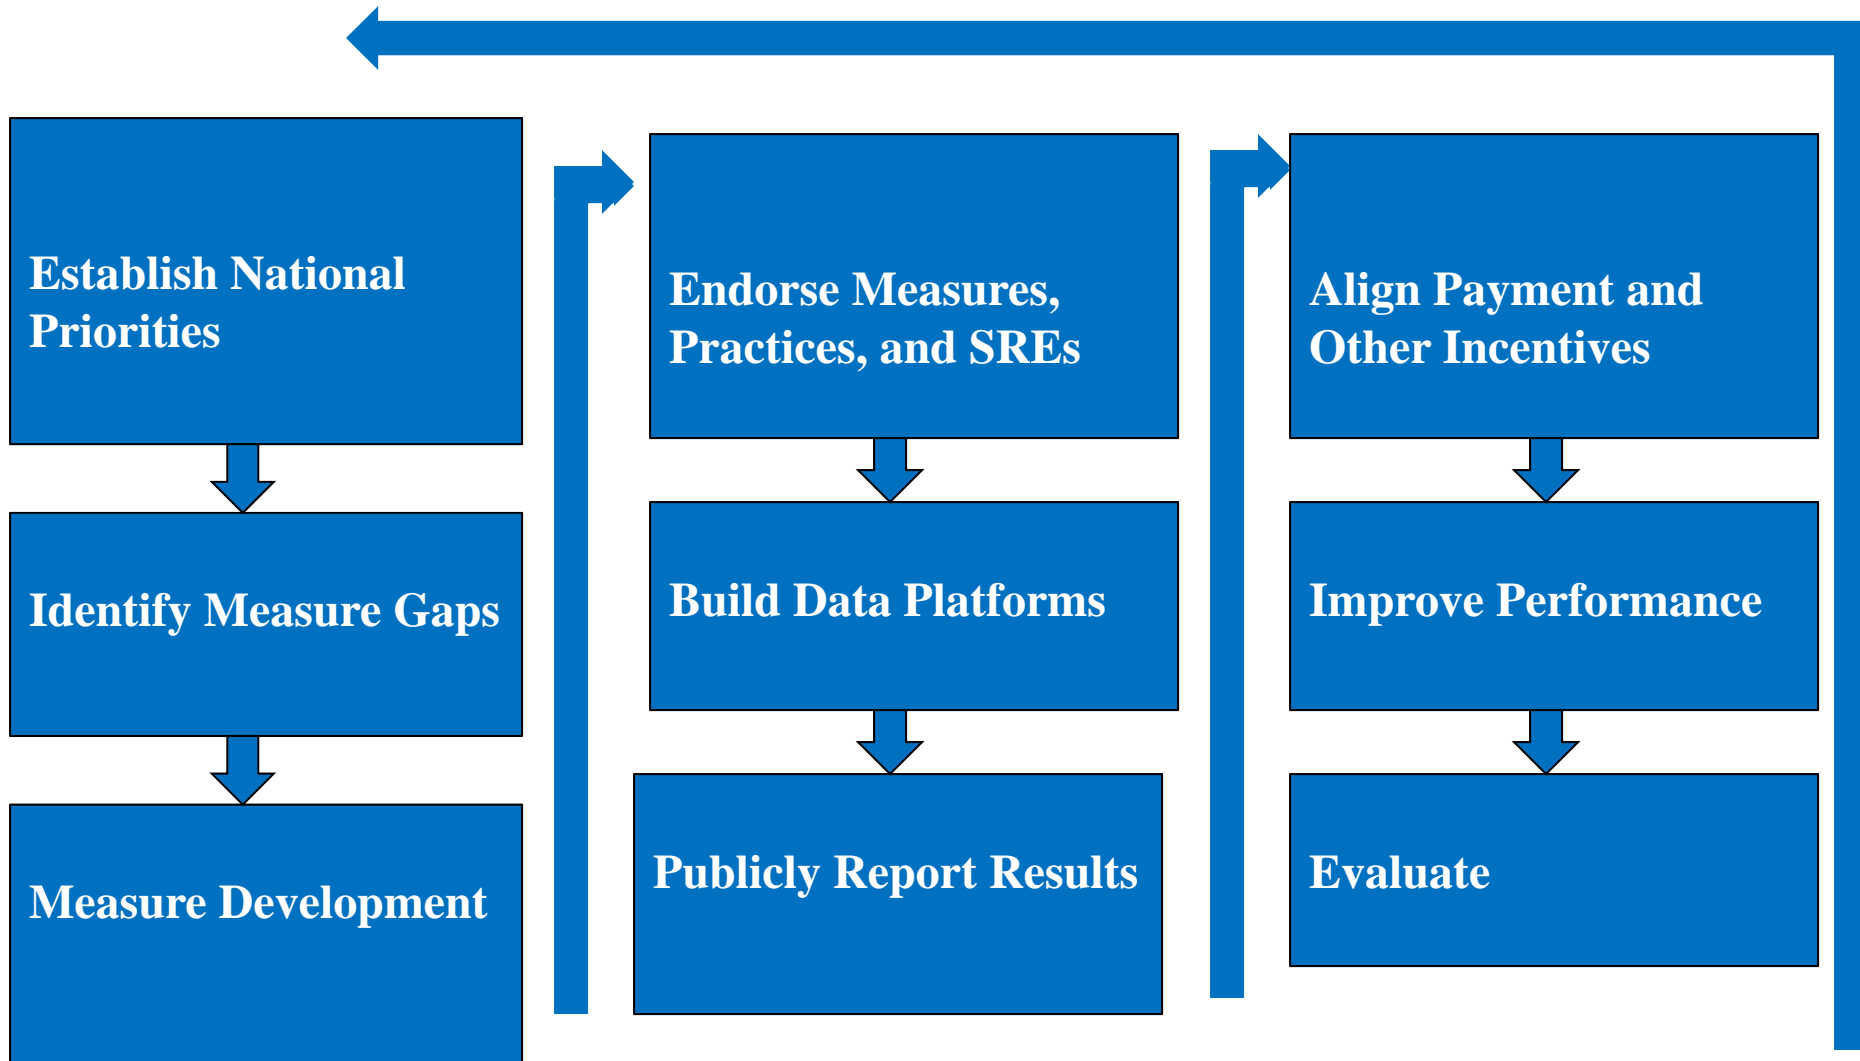 Establish National
Priorities
Identify Measure Gaps
Measure Development
Endorse Measures,
Practices, and SREs
Build Data Platforms
Publicly Report Results
Align Payment and
Other Incentives
Improve Performance
Evaluate